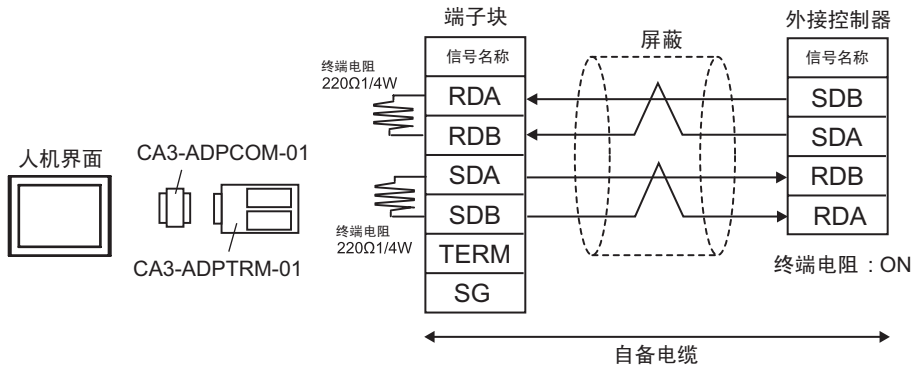 端子块
外接控制器
屏蔽
信号名称
信号名称
终端电阻
220Ω1/4W
RDA
SDB
RDB
SDA
人机界面
CA3-ADPCOM-01
SDA
RDB
SDB
RDA
终端电阻
220Ω1/4W
TERM
CA3-ADPTRM-01
终端电阻 : ON
SG
自备电缆